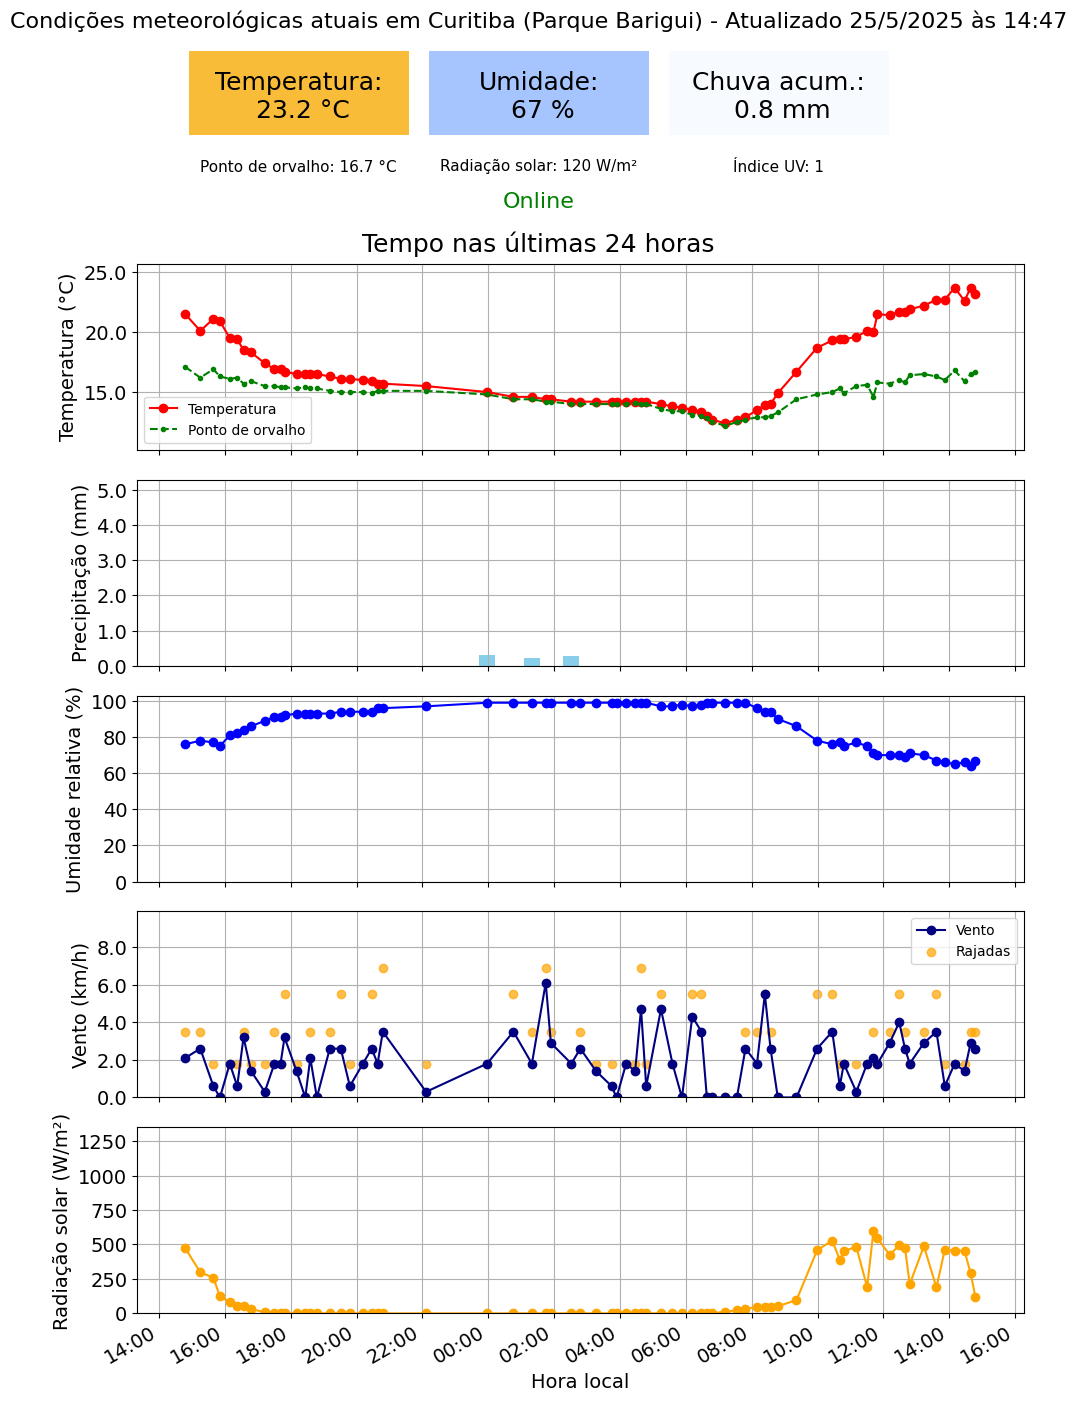 Condições meteorológicas atuais em Curitiba (Parque Barigui) - Atualizado 25/5/2025 às 14:47
Temperatura:
23.2 °C
Umidade:
67 %
Chuva acum.:
0.8 mm
Ponto de orvalho: 16.7 °C
Radiação solar: 120 W/m²
Índice UV: 1
Online
Tempo nas últimas 24 horas
Temperatura (°C)
25.0
20.0
15.0
Temperatura
Ponto de orvalho
Precipitação (mm)
5.0
4.0
3.0
2.0
1.0
0.0
Umidade relativa (%)
100
80
60
40
20
0
Vento (km/h)
8.0
6.0
4.0
2.0
0.0
Vento
Rajadas
Radiação solar (W/m²)
1250
1000
750
500
250
0
14:00
16:00
18:00
20:00
22:00
00:00
02:00
04:00
06:00
08:00
10:00
12:00
14:00
16:00
Hora local